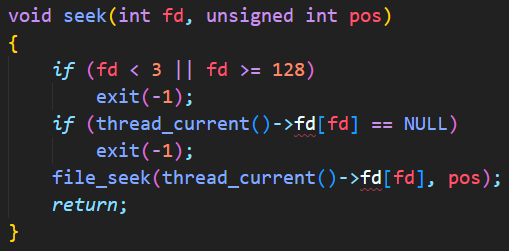 void seek(int fd, unsigned int pos)
{
    if (fd < 3 || fd >= 128)
        exit(-1);
    if (thread_current()->fd[fd] == NULL)
        exit(-1);
    file_seek(thread_current()->fd[fd], pos);
    return;
}